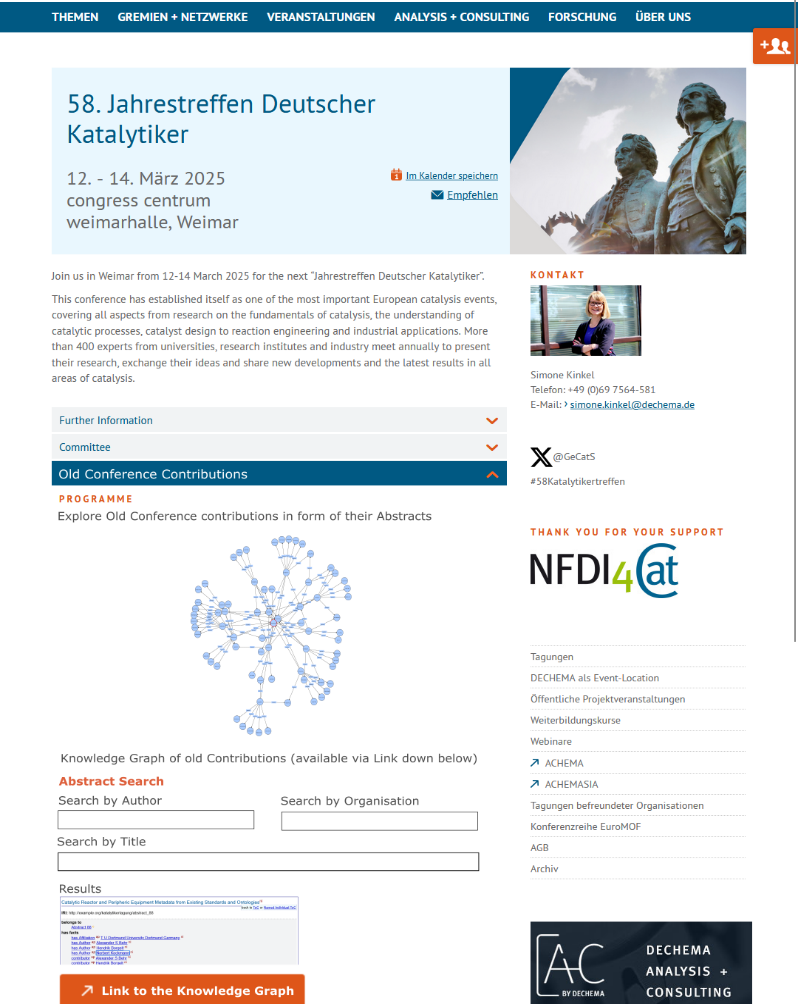 THEMEN GREMIEN + NETZWERKE VERANSTALTUNGEN ANALYSIS + CONSULTING FORSCHUNG ÜBER UNS
58. Jahrestreffen Deutscher
Katalytiker
12. - 14. März 2025
congress centrum
weimarhalle, Weimar
Im Kalender speichern
Empfehlen
Join us in Weimar from 12-14 March 2025 for the next "Jahrestreffen Deutscher Katalytiker".
This conference has established itself as one of the most important European catalysis events,
covering all aspects from research on the fundamentals of catalysis, the understanding of
catalytic processes, catalyst design to reaction engineering and industrial applications. More
than 400 experts from universities, research institutes and industry meet annually to present
their research, exchange their ideas and share new developments and the latest results in all
areas of catalysis.
Further Information
Committee
Old Conference Contributions
PROGRAMME
Explore Old Conference contributions in form of their Abstracts
Knowledge Graph of old Contributions (available via Link down below)
Abstract Search
Search by Author
Search by Organisation
Search by Title
Results
Catalytic Reactor and Peripheric Equipment Metadata from Existing Standards and Ontologies
belongs to
has facts
Link to the Knowledge Graph
KONTAKT
Simone Kinkel
Telefon: +49 (0)69 7564-581
E-Mail: › simone.kinkel@dechema.de
@GeCatS
#58Katalytikertreffen
THANK YOU FOR YOUR SUPPORT
NFDI4Cat
Tagungen
DECHEMA als Event-Location
Öffentliche Projektveranstaltungen
Weiterbildungskurse
Webinare
ACHEMA
ACHEMASIA
Tagungen befreundeter Organisationen
Konferenzreihe EuroMOF
AGB
Archiv
AC
BY DECHEMA
DECHEMA
ANALYSIS +
CONSULTING